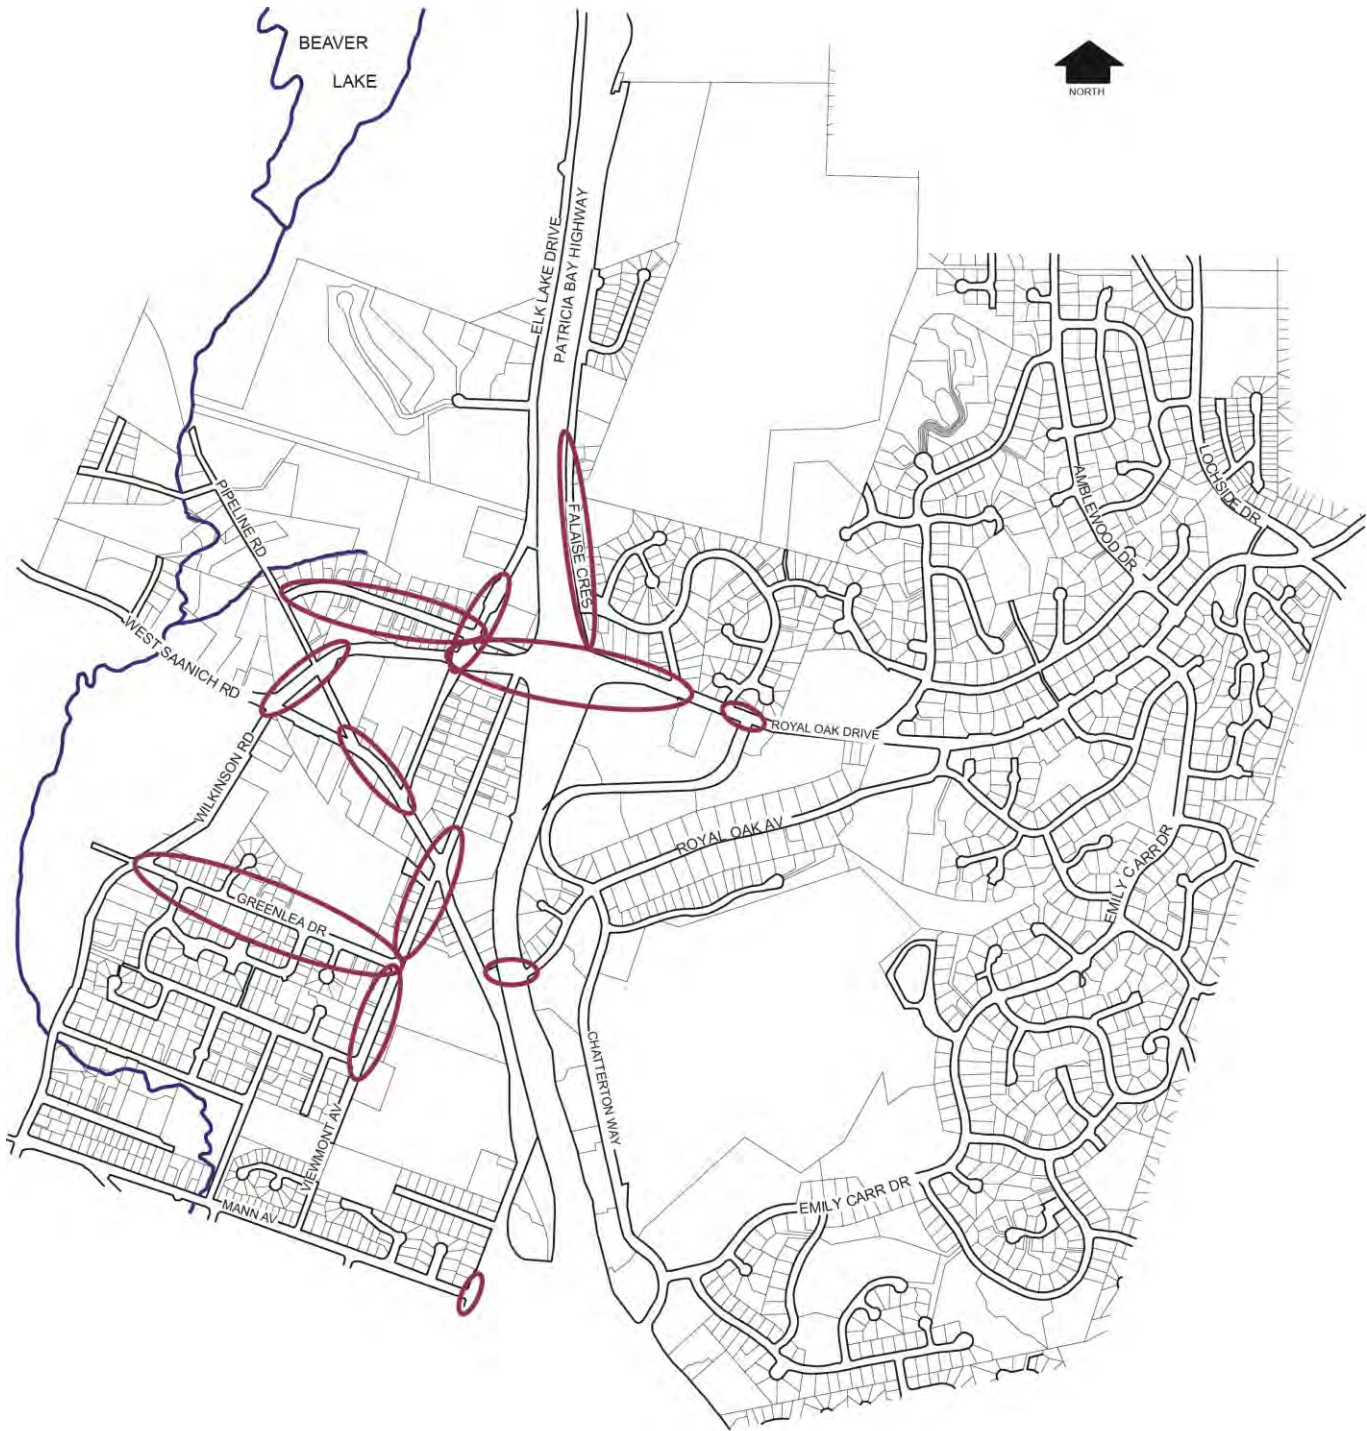 BEAVER
LAKE
NORTH
ELK LAKE DRIVE
PATRICIA BAY HIGHWAY
PIPELINE RD
FALAISE CRES
AMBLEWOOD DR
LOCHSIDE DR
WEST SAANICH RD
ROYAL OAK DRIVE
WILKINSON RD
ROYAL OAK AV
EMILY CARR DR
GREENLEA DR
CHATTERTON WAY
VIEWMONT AV
EMILY CARR DR
MANN AV